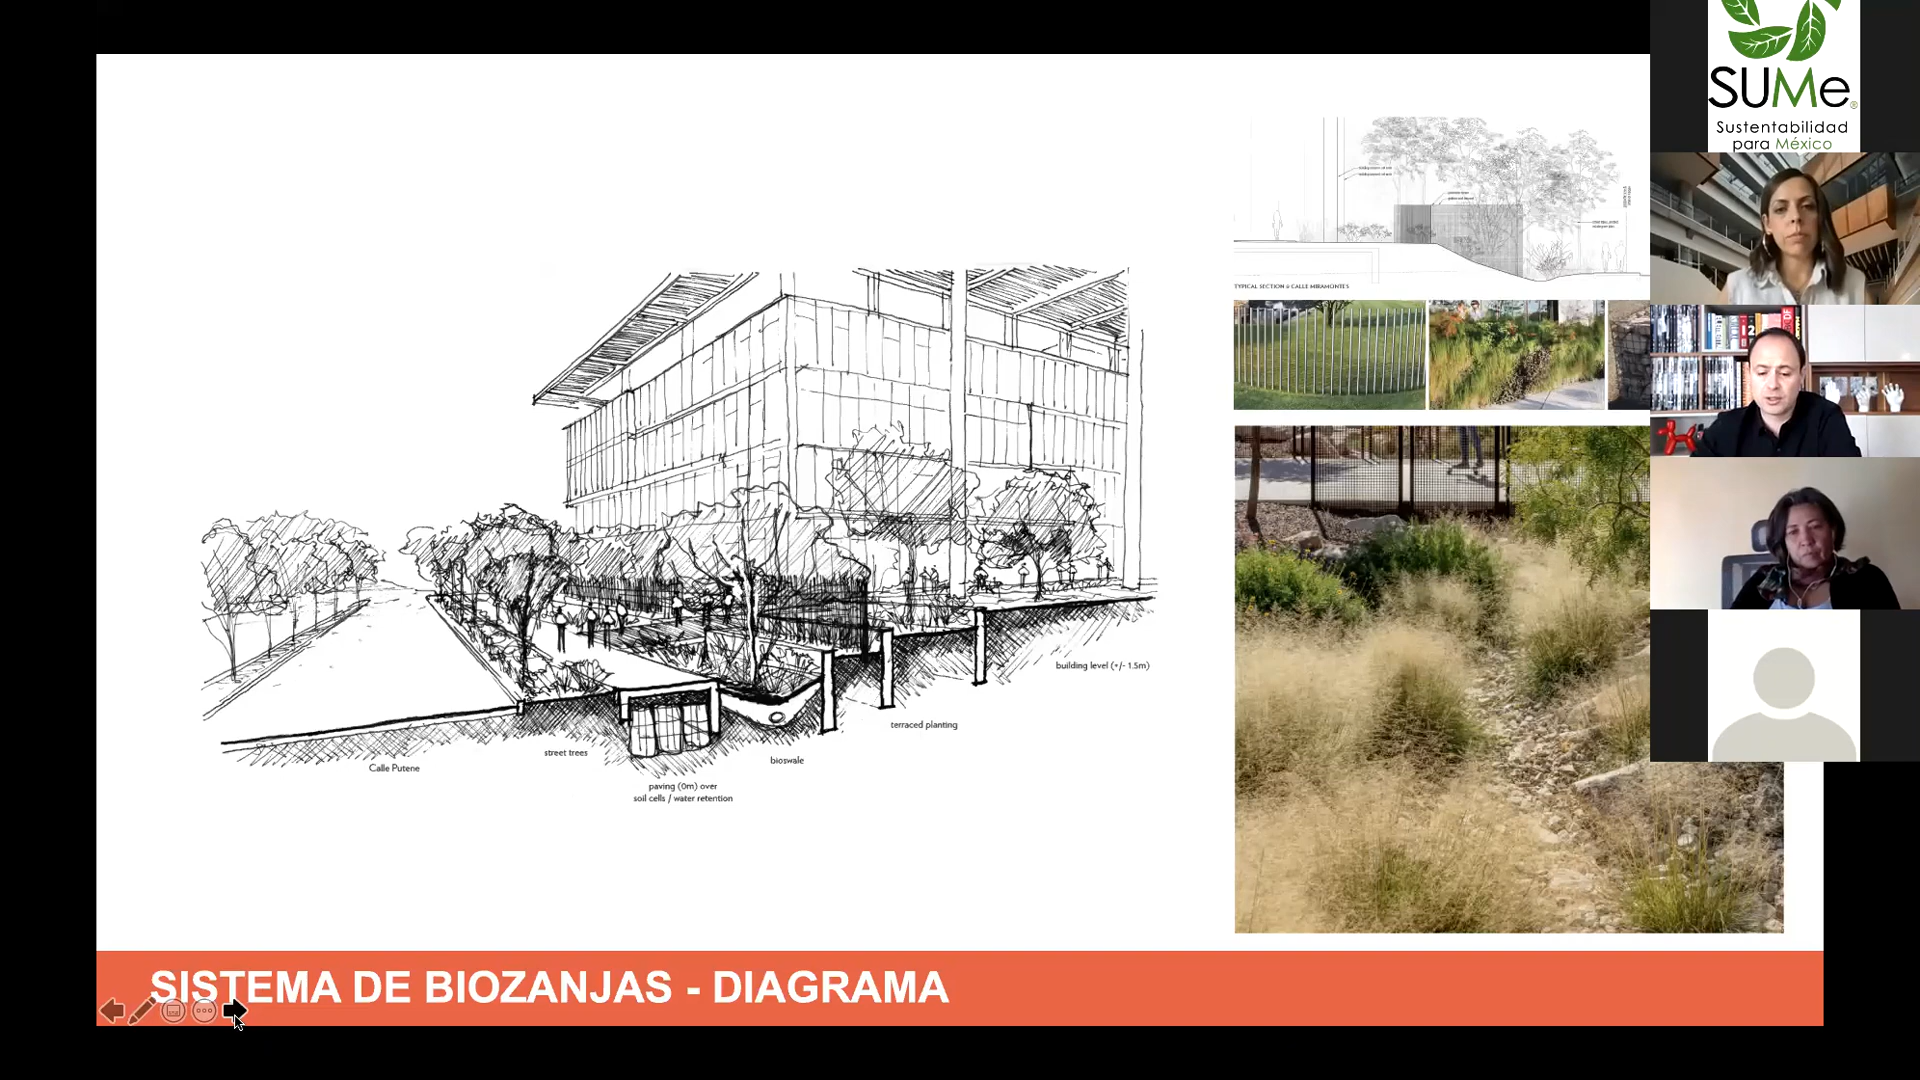 SUMe
Sustentabilidad
para México
TYPICAL SECTION @ CALLE MIRAMONTES
building level (+/- 1.5m)
terraced planting
street trees
bioswale
Calle Putene
paving (0m) over
soil cells / water retention
SISTEMA DE BIOZANJAS - DIAGRAMA